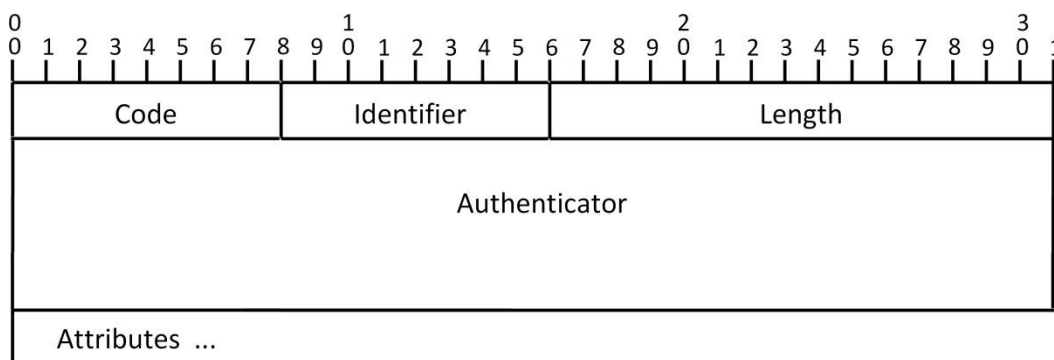 0 1 2 3
0 1 2 3 4 5 6 7 8 9 0 1 2 3 4 5 6 7 8 9 0 1 2 3 4 5 6 7 8 9 0 1
Code Identifier Length
Authenticator
Attributes ...